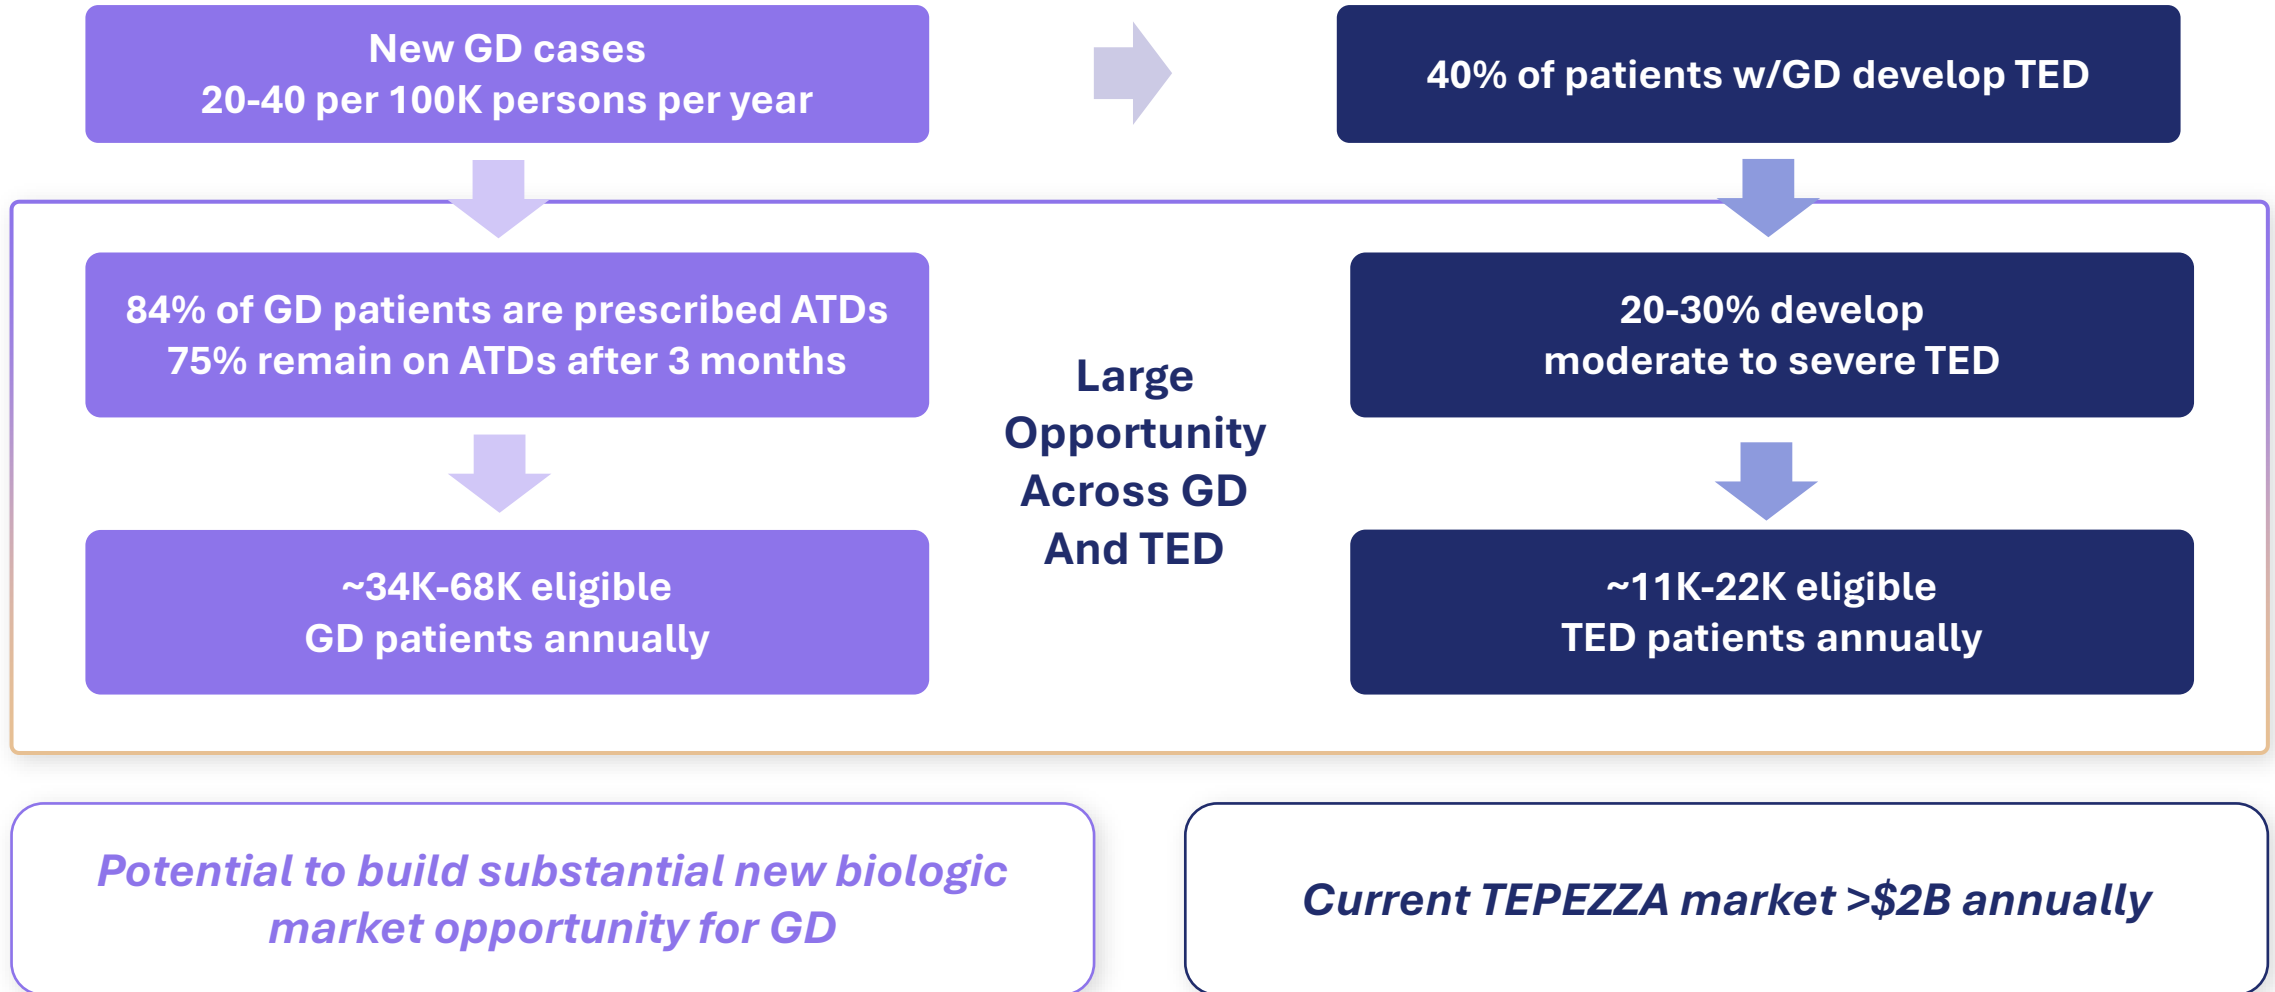 New GD cases
20-40 per 100K persons per year
40% of patients w/GD develop TED
84% of GD patients are prescribed ATDs
75% remain on ATDs after 3 months
20-30% develop
moderate to severe TED
Large
Opportunity
Across GD
And TED
~34K-68K eligible
GD patients annually
~11K-22K eligible
TED patients annually
Potential to build substantial new biologic
market opportunity for GD
Current TEPEZZA market >$2B annually